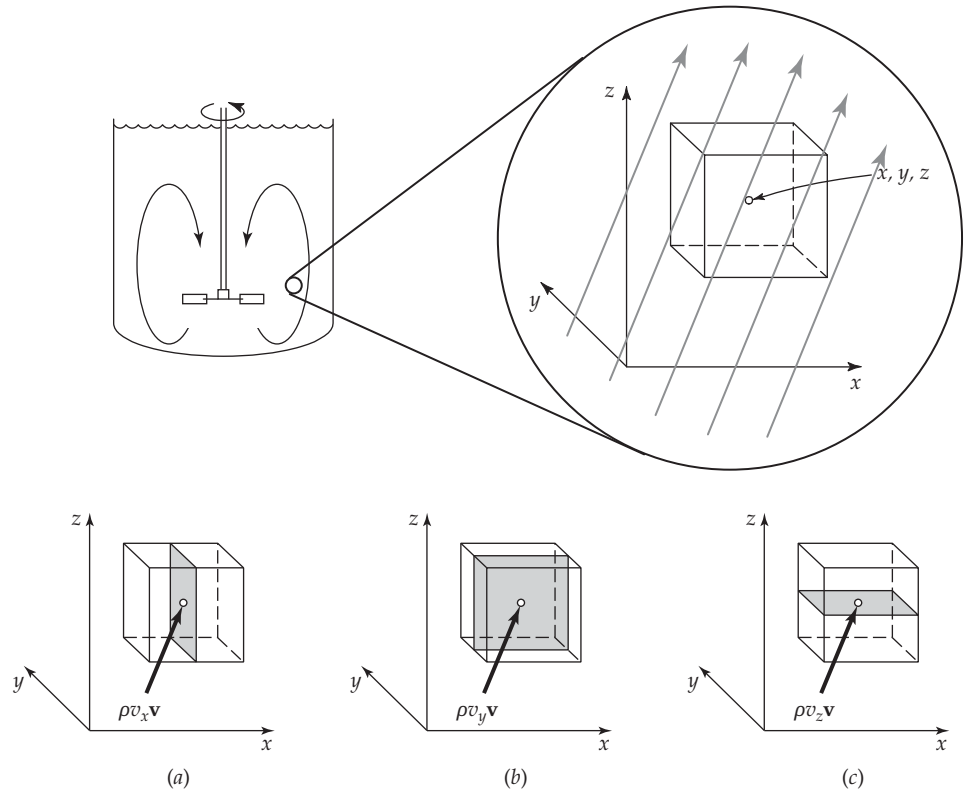 z
x, y, z
y
x
z
y
ρv_x**v**
x
(a)
z
y
ρv_y**v**
x
(b)
z
y
ρv_z**v**
x
(c)